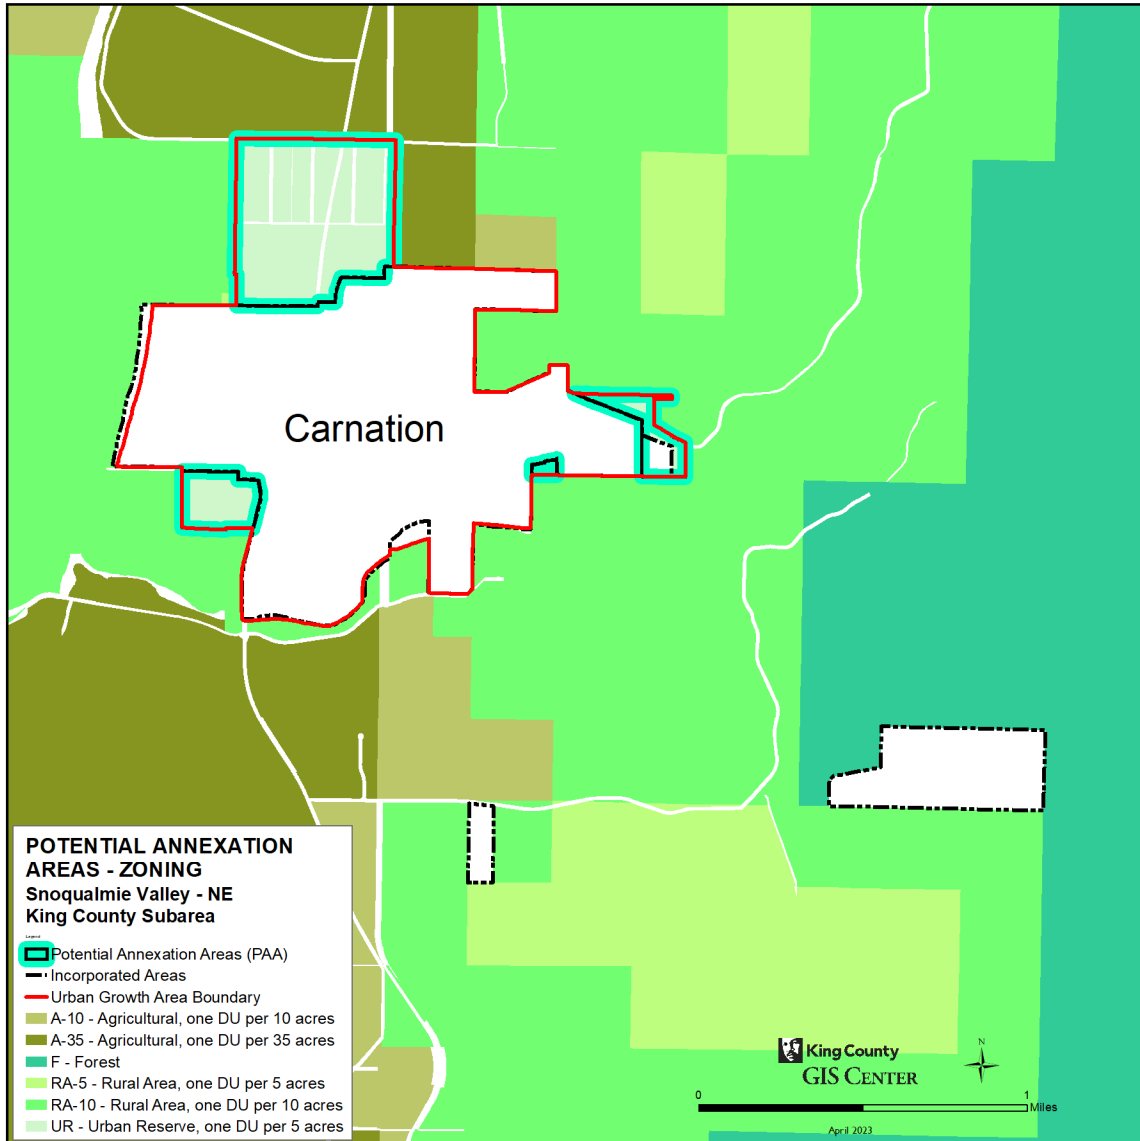 Carnation
POTENTIAL ANNEXATION
AREAS - ZONING
Snoqualmie Valley - NE
King County Subarea
Legend
Potential Annexation Areas (PAA)
Incorporated Areas
Urban Growth Area Boundary
A-10 - Agricultural, one DU per 10 acres
A-35 - Agricultural, one DU per 35 acres
F - Forest
RA-5 - Rural Area, one DU per 5 acres
RA-10 - Rural Area, one DU per 10 acres
UR - Urban Reserve, one DU per 5 acres
King County
GIS CENTER
N
0 1
Miles
April 2023